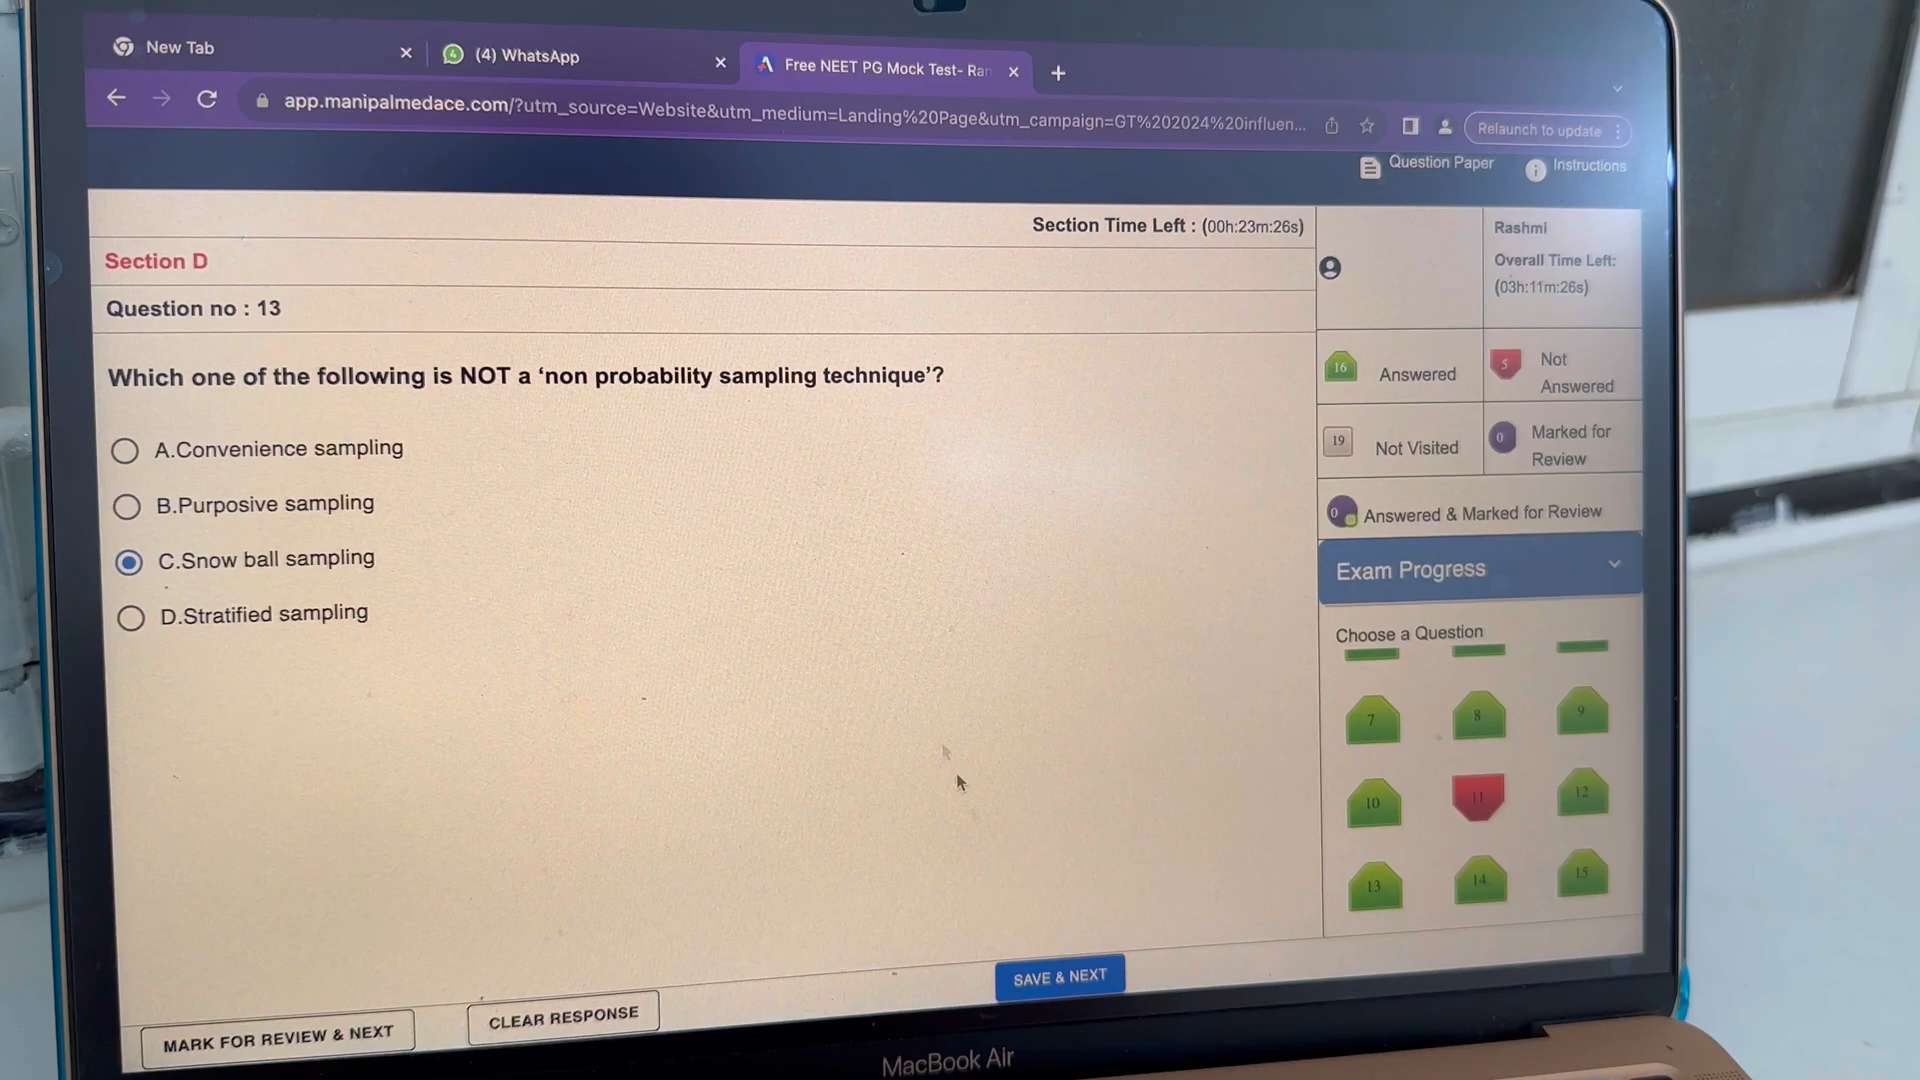 New Tab
(4) WhatsApp
Free NEET PG Mock Test- Ran
app.manipalmedace.com/?utm_source=Website&utm_medium=Landing%20Page&utm_campaign=GT%202024%20influen...
Relaunch to update
Question Paper
Instructions
Section Time Left : (00h:23m:26s)
Rashmi
Overall Time Left:
(03h:11m:26s)
Section D
Question no : 13
16 Answered
5 Not Answered
19 Not Visited
0 Marked for Review
0 Answered & Marked for Review
Which one of the following is NOT a ‘non probability sampling technique’?
A.Convenience sampling
B.Purposive sampling
C.Snow ball sampling
D.Stratified sampling
Exam Progress
Choose a Question
7 8 9
10 11 12
13 14 15
SAVE & NEXT
MARK FOR REVIEW & NEXT
CLEAR RESPONSE
MacBook Air